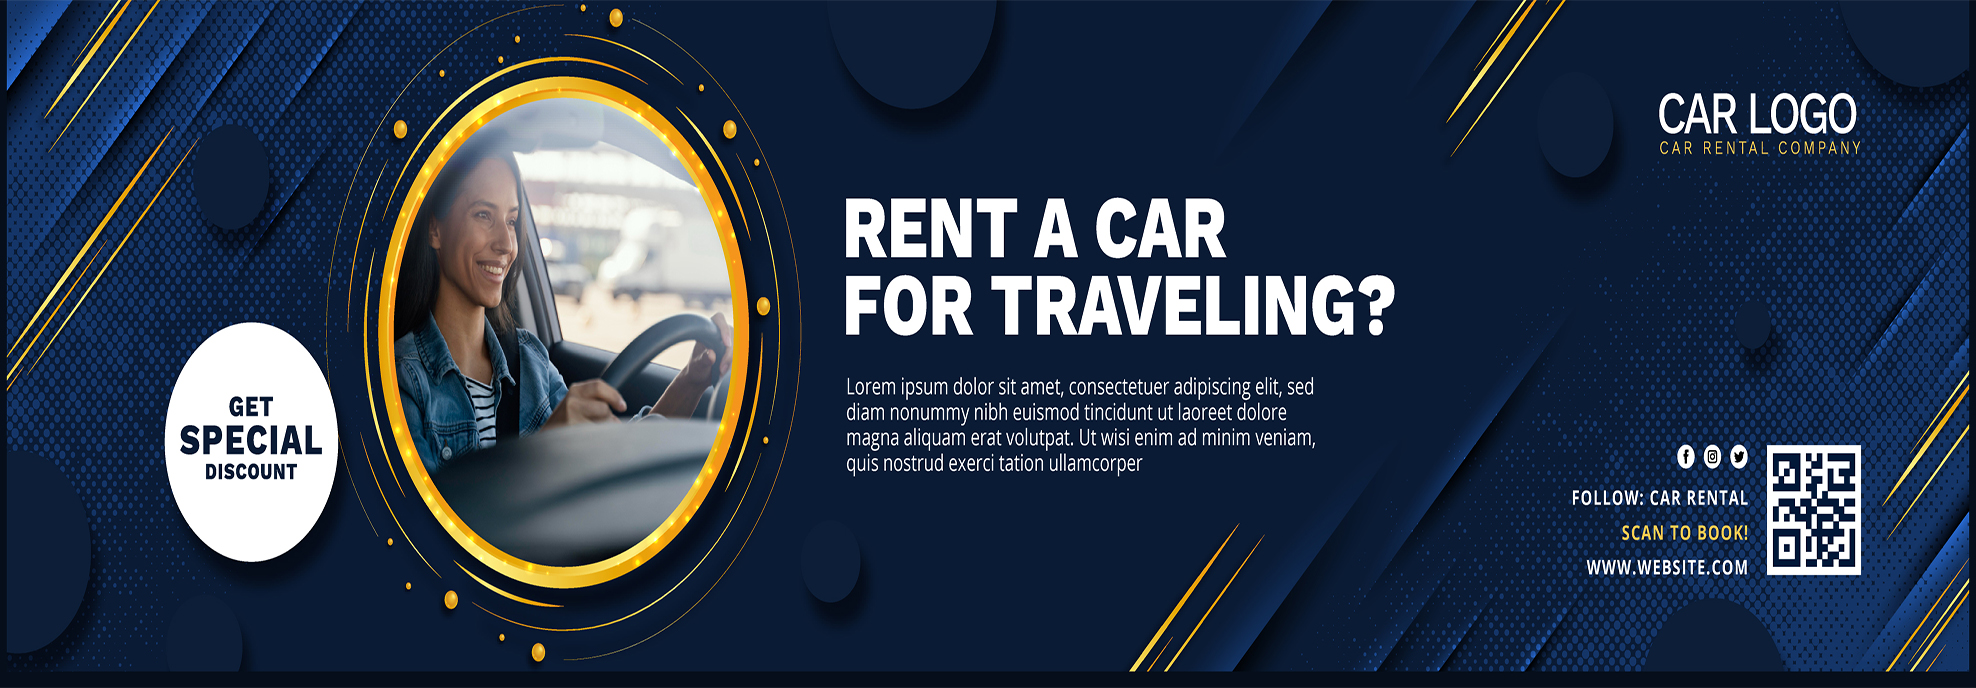 CAR LOGO
CAR RENTAL COMPANY
RENT A CAR
FOR TRAVELING?
Lorem ipsum dolor sit amet, consectetuer adipiscing elit, sed
diam nonummy nibh euismod tincidunt ut laoreet dolore
magna aliquam erat volutpat. Ut wisi enim ad minim veniam,
quis nostrud exerci tation ullamcorper
GET
SPECIAL
DISCOUNT
FOLLOW: CAR RENTAL
SCAN TO BOOK!
WWW.WEBSITE.COM